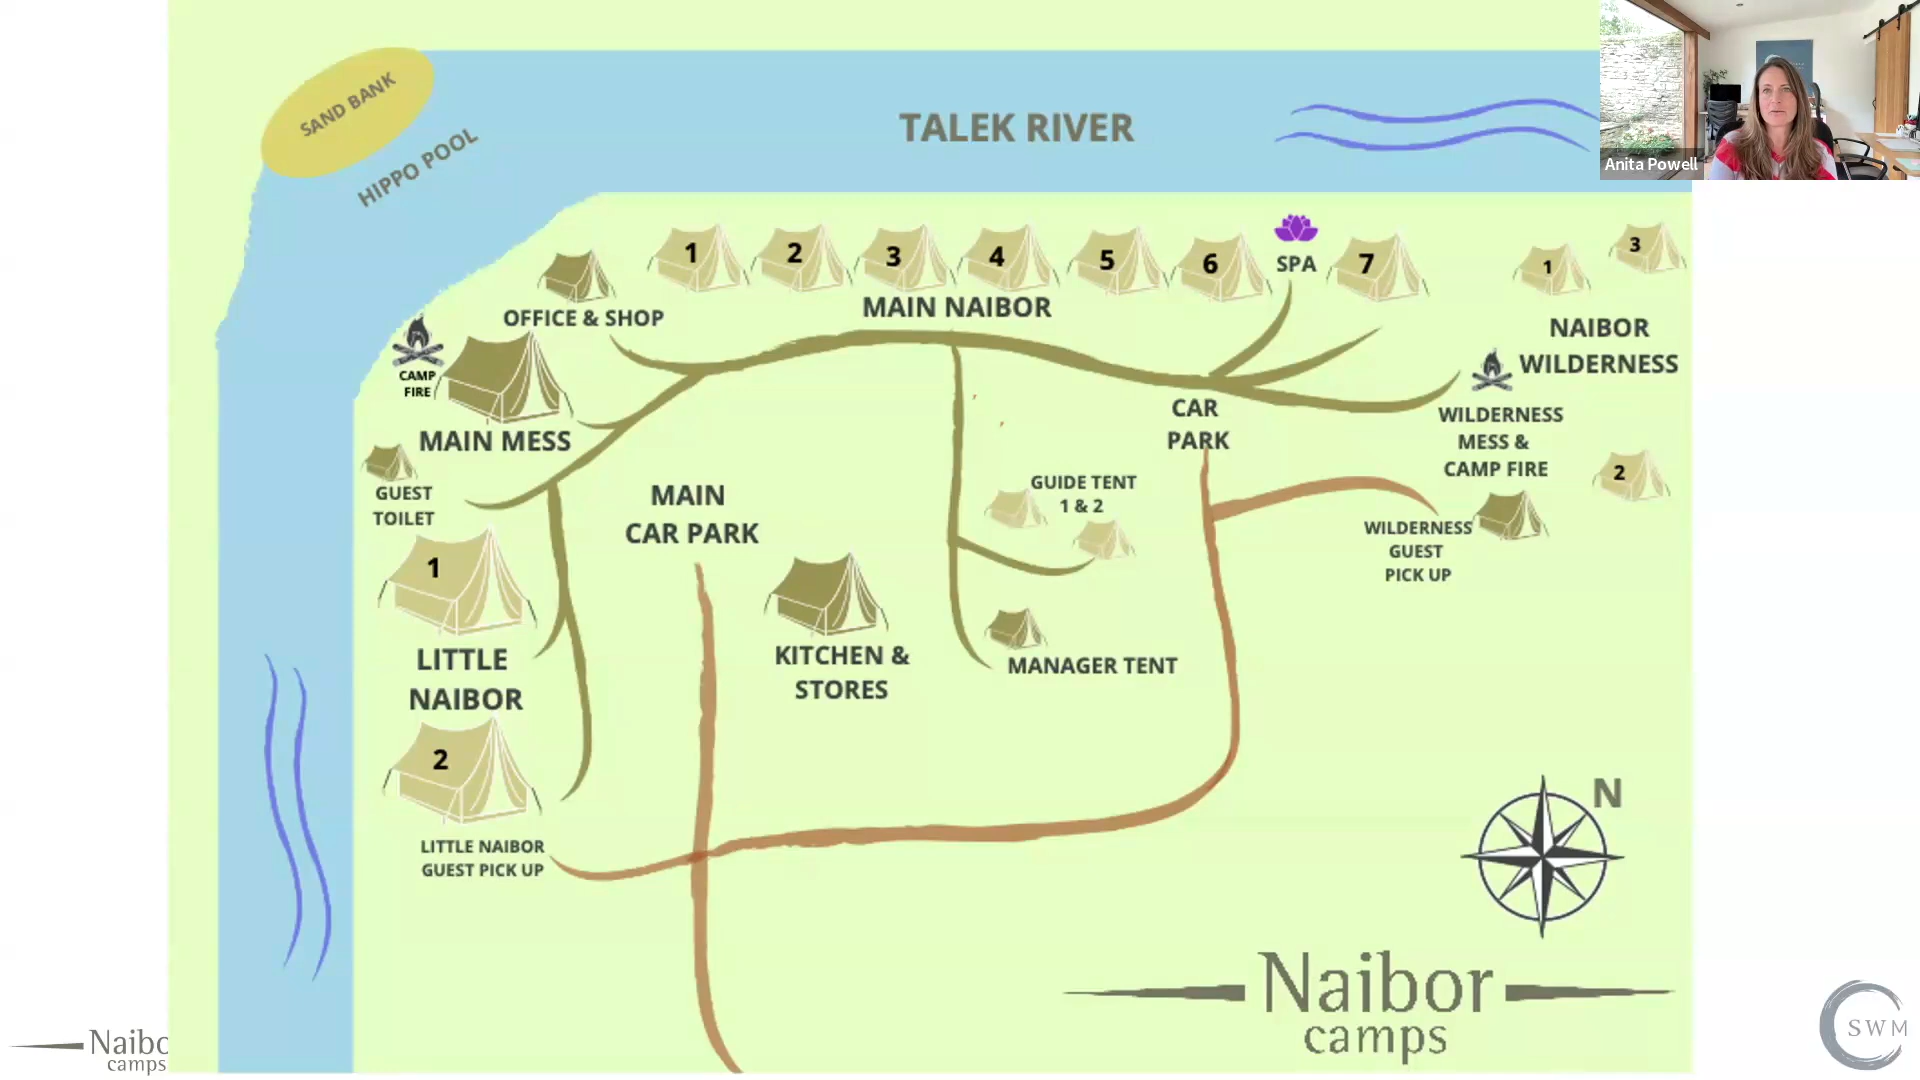 SAND BANK
HIPPO POOL
TALEK RIVER
Anita Powell
1
2
3
4
5
6
SPA
7
1
3
OFFICE & SHOP
MAIN NAIBOR
NAIBOR
WILDERNESS
CAMP
FIRE
MAIN MESS
CAR
PARK
WILDERNESS
MESS &
CAMP FIRE
2
GUEST
TOILET
MAIN
CAR PARK
GUIDE TENT
1 & 2
WILDERNESS
GUEST
PICK UP
1
LITTLE
NAIBOR
KITCHEN &
STORES
MANAGER TENT
2
LITTLE NAIBOR
GUEST PICK UP
N
Naibor
camps
Naibo
camps
SWM